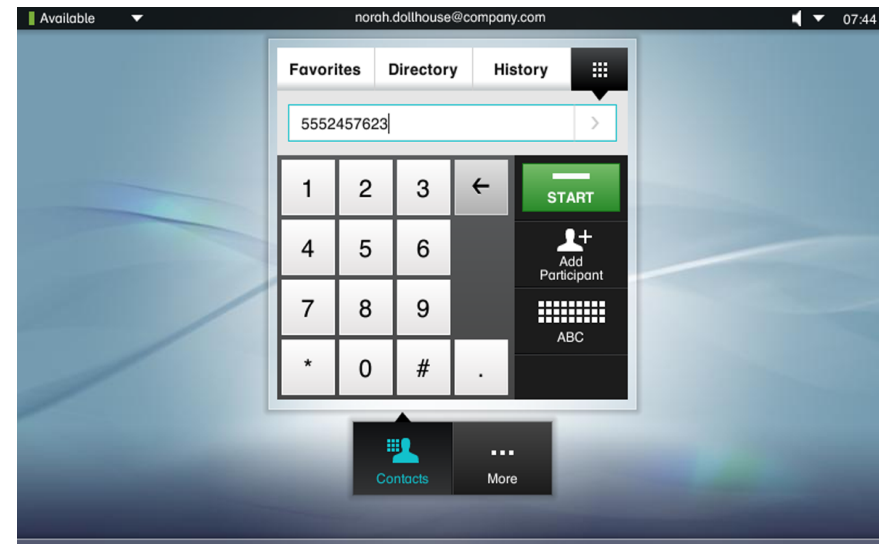 Available
norah.dollhouse@company.com
07:44
Favorites Directory History
5552457623
1 2 3
START
4 5 6
Add
Participant
7 8 9
ABC
* 0 # .
Contacts More